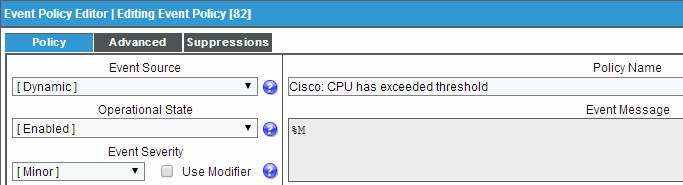 Event Policy Editor | Editing Event Policy [82]
Policy Advanced Suppressions
Event Source
[ Dynamic ]
Operational State
[ Enabled ]
Event Severity
[ Minor ] Use Modifier
Policy Name
Cisco: CPU has exceeded threshold
Event Message
%M